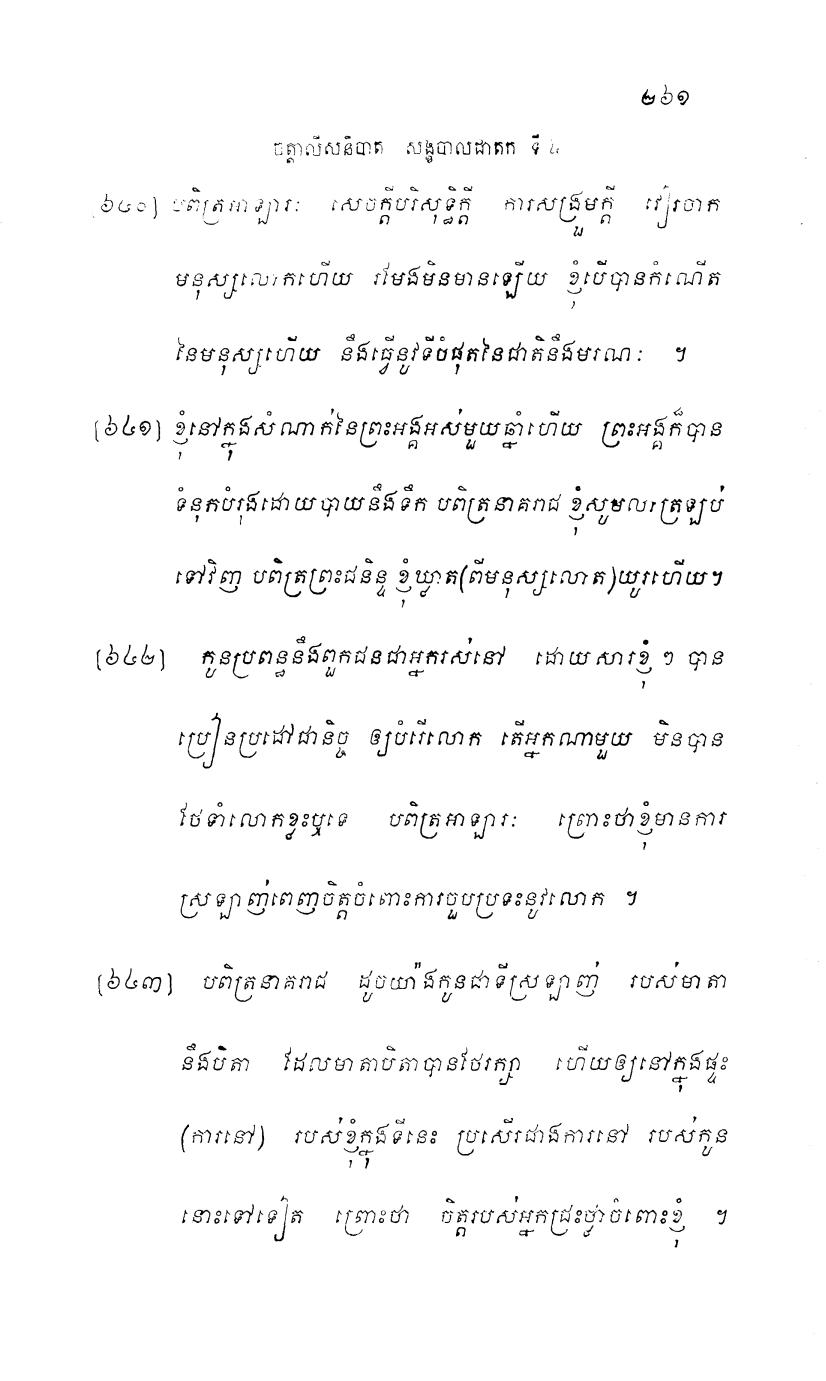 ២៦១
ចត្តាលីសនិបាត សង្ខបាលជាតក ទី ៤
[៦៤០] បពិត្រអាឡារៈ សេចក្តីបរិសុទ្ធិក្តី ការសង្រួមក្តី វៀរចាក
មនុស្សលោកហើយ រមែងមិនមានឡើយ ខ្ញុំបើបានកំណើត
នៃមនុស្សហើយ នឹងធ្វើនូវទីបំផុតនៃជាតិនឹងមរណៈ ។
[៦៤១] ខ្ញុំនៅក្នុងសំណាក់នៃព្រះអង្គអស់មួយឆ្នាំហើយ ព្រះអង្គក៏បាន
ទំនុកបំរុងដោយបាយនឹងទឹក បពិត្រនាគរាជ ខ្ញុំសូមលាត្រឡប់
ទៅវិញ បពិត្រព្រះជនិន្ទ ខ្ញុំឃ្លាត(ពីមនុស្សលោត)យូរហើយ។
[៦៤២] កូនប្រពន្ធនឹងពួកជនជាអ្នករស់នៅ ដោយសារខ្ញុំ ៗ បាន
ប្រៀនប្រដៅជានិច្ច ឲ្យបំរើលោក តើអ្នកណាមួយ មិនបាន
ថែទាំលោកខ្វះឬទេ បពិត្រអាឡារៈ ព្រោះថាខ្ញុំមានការ
ស្រឡាញ់ពេញចិត្តចំពោះការចួបប្រទះនូវលោក ។
[៦៤៣] បពិត្រនាគរាជ ដូចយ៉ាងកូនជាទីស្រឡាញ់ របស់មាតា
នឹងបិតា ដែលមាតាបិតាបានថែរក្សា ហើយឲ្យនៅក្នុងផ្ទះ
(ការនៅ) របស់ខ្ញុំក្នុងទីនេះ ប្រសើរជាងការនៅ របស់កូន
នោះទៅទៀត ព្រោះថា ចិត្តរបស់អ្នកជ្រះថ្លាចំពោះខ្ញុំ ។